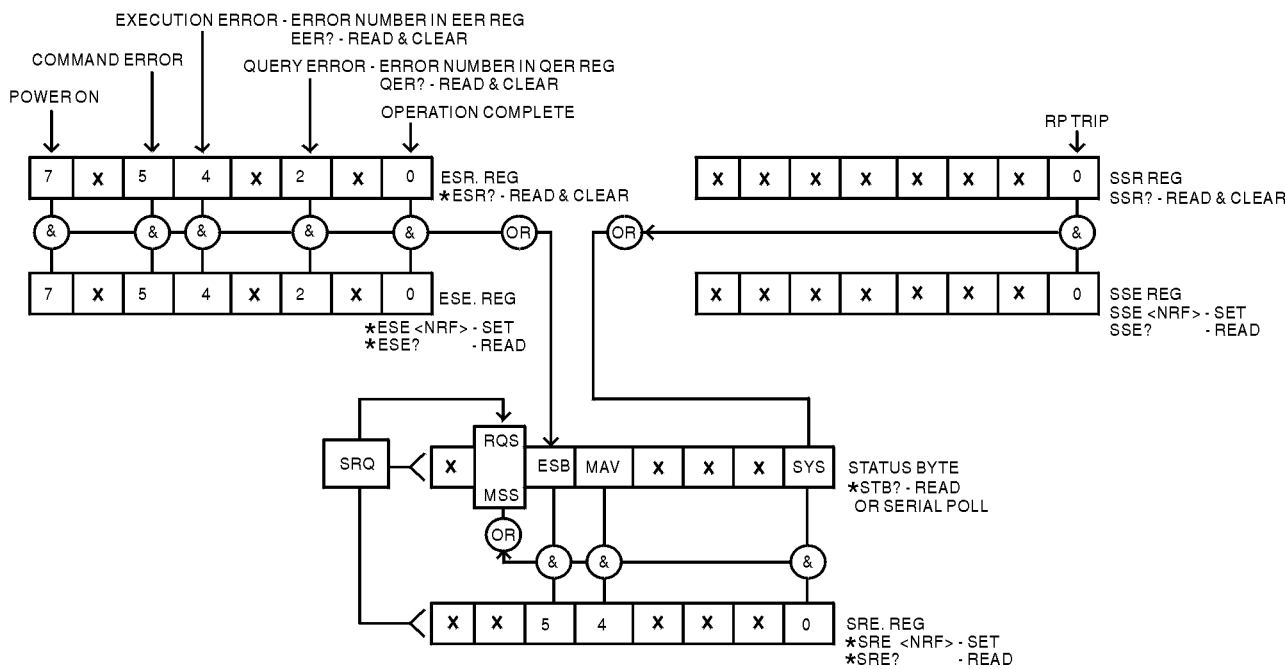 EXECUTION ERROR - ERROR NUMBER IN EER REG
EER? - READ & CLEAR
COMMAND ERROR
QUERY ERROR - ERROR NUMBER IN QER REG
QER? - READ & CLEAR
POWER ON
OPERATION COMPLETE
RP TRIP
7 X 5 4 X 2 X 0
ESR. REG
*ESR? - READ & CLEAR
X X X X X X X 0
SSR REG
SSR? - READ & CLEAR
& & & & & OR
OR &
7 X 5 4 X 2 X 0
ESE. REG
*ESE <NRF> - SET
*ESE? - READ
X X X X X X X 0
SSE REG
SSE <NRF> - SET
SSE? - READ
SRQ
X RQS MSS ESB MAV X X X SYS
STATUS BYTE
*STB? - READ
OR SERIAL POLL
OR & & &
X X 5 4 X X X 0
SRE. REG
*SRE <NRF> - SET
*SRE? - READ